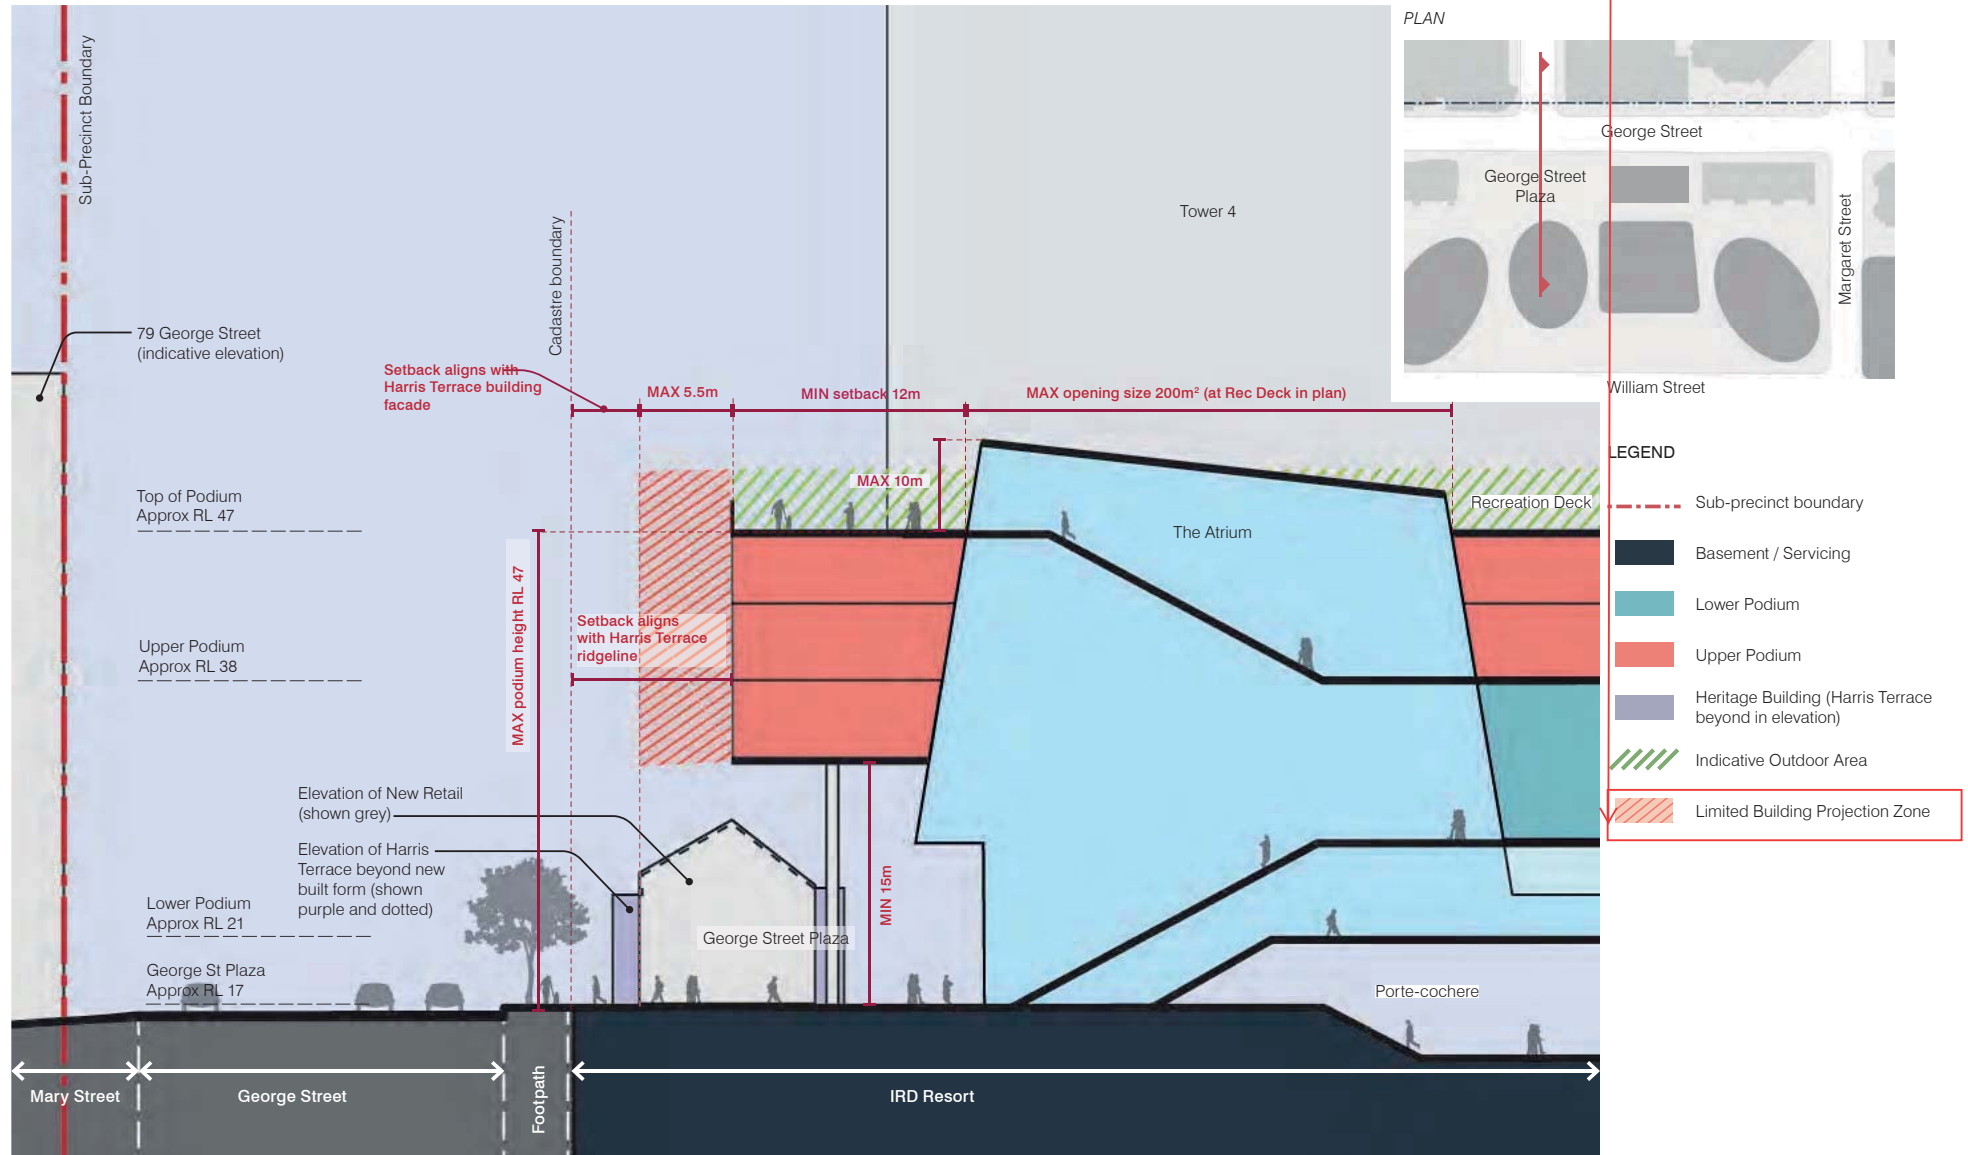 PLAN
George Street
George Street
Plaza
Margaret Street
William Street
Sub-Precinct Boundary
Cadastre boundary
Tower 4
79 George Street
(indicative elevation)
Setback aligns with
Harris Terrace building
facade
MAX 5.5m
MIN setback 12m
MAX opening size 200m² (at Rec Deck in plan)
MAX 10m
Recreation Deck
The Atrium
Top of Podium
Approx RL 47
MAX podium height RL 47
Setback aligns
with Harris Terrace
ridgeline
Upper Podium
Approx RL 38
Elevation of New Retail
(shown grey)
Elevation of Harris
Terrace beyond new
built form (shown
purple and dotted)
MIN 15m
Lower Podium
Approx RL 21
George Street Plaza
George St Plaza
Approx RL 17
Porte-cochere
Mary Street
George Street
Footpath
IRD Resort
LEGEND
Sub-precinct boundary
Basement / Servicing
Lower Podium
Upper Podium
Heritage Building (Harris Terrace
beyond in elevation)
Indicative Outdoor Area
Limited Building Projection Zone